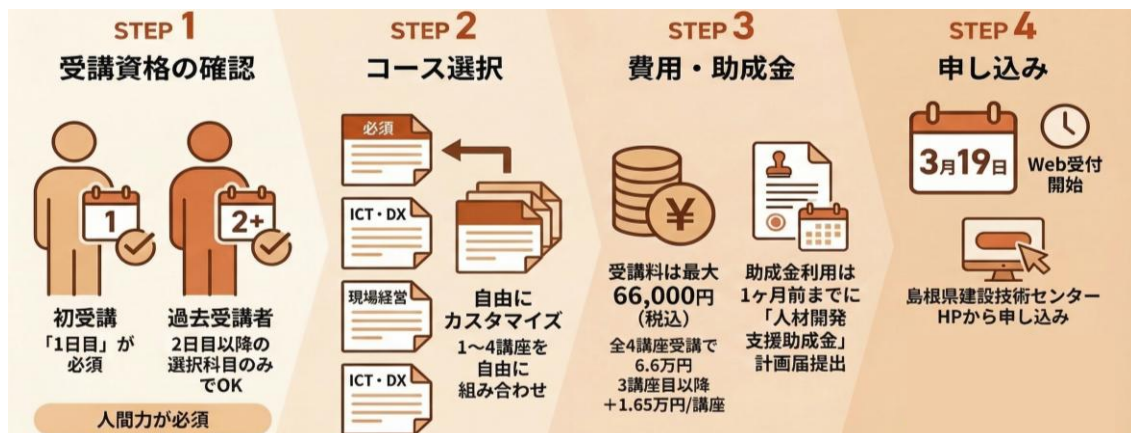 STEP 1
受講資格の確認
1
2+
初受講
「1日目」が
必須
過去受講者
2日目以降の
選択科目のみ
でOK
人間力が必須
STEP 2
コース選択
必須
ICT・DX
現場経営
ICT・DX
自由に
カスタマイズ
1〜4講座を
自由に
組み合わせ
STEP 3
費用・助成金
¥
受講料は最大
66,000円
（税込）
全4講座受講で
6.6万円
3講座目以降
＋1.65万円/講座
助成金利用は
1ヶ月前までに
「人材開発
支援助成金」
計画届提出
STEP 4
申し込み
3月19日
Web受付
開始
島根県建設技術センター
HPから申し込み